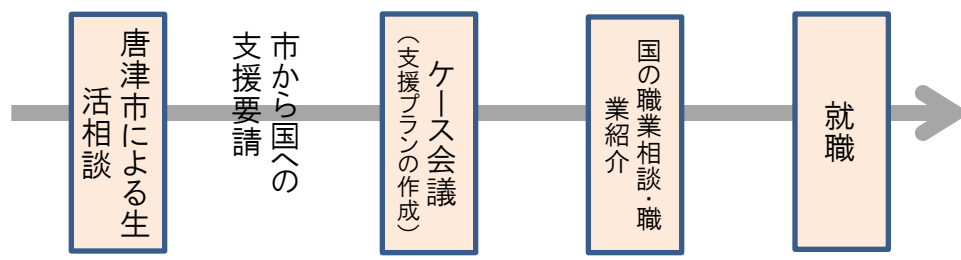 唐津市による生
活相談
市から国への
支援要請
ケース会議
（支援プランの作成）
国の職業相談・職
業紹介
就職